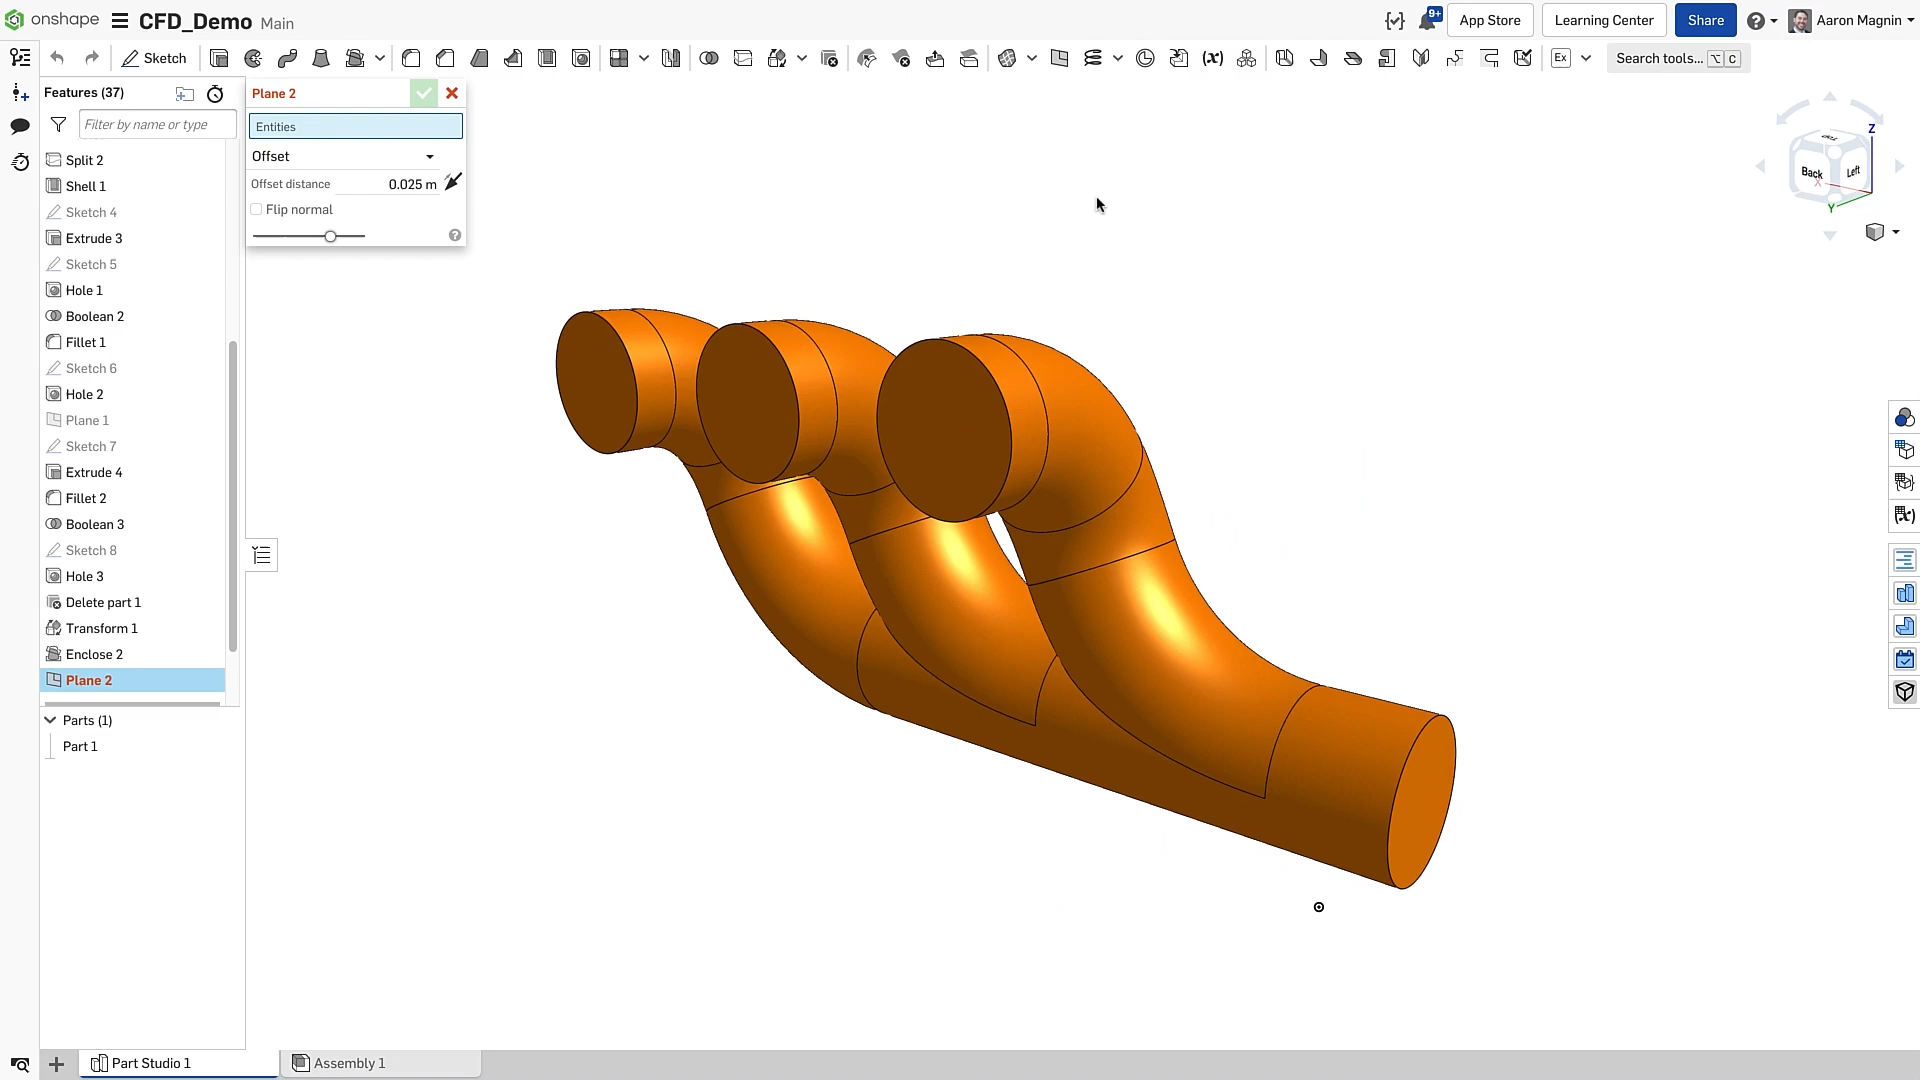 onshape CFD_Demo Main
9+ App Store Learning Center Share Aaron Magnin
Sketch
(x)
Ex
Search tools... ⌥ C
Features (37)
Filter by name or type
Split 2
Shell 1
Sketch 4
Extrude 3
Sketch 5
Hole 1
Boolean 2
Fillet 1
Sketch 6
Hole 2
Plane 1
Sketch 7
Extrude 4
Fillet 2
Boolean 3
Sketch 8
Hole 3
Delete part 1
Transform 1
Enclose 2
Plane 2
Parts (1)
Part 1
Plane 2
Entities
Offset
Offset distance 0.025 m
Flip normal
Z
Top
Back
Left
X
Y
(x)
Part Studio 1
Assembly 1